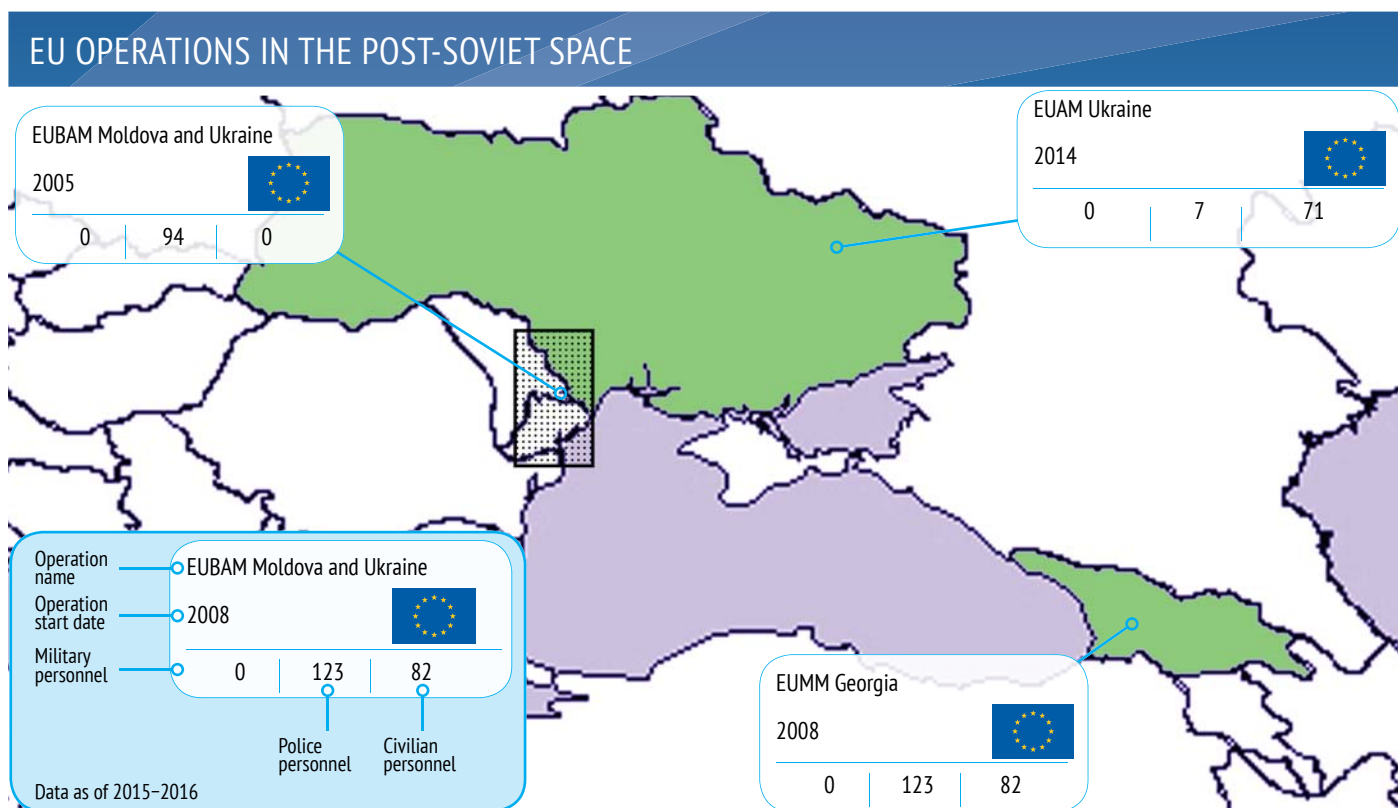 EU OPERATIONS IN THE POST-SOVIET SPACE
EUBAM Moldova and Ukraine
2005
0 94 0
EUAM Ukraine
2014
0 7 71
Operation
name
EUBAM Moldova and Ukraine
Operation
start date
2008
Military
personnel
0 123 82
Police
personnel
Civilian
personnel
Data as of 2015–2016
EUMM Georgia
2008
0 123 82